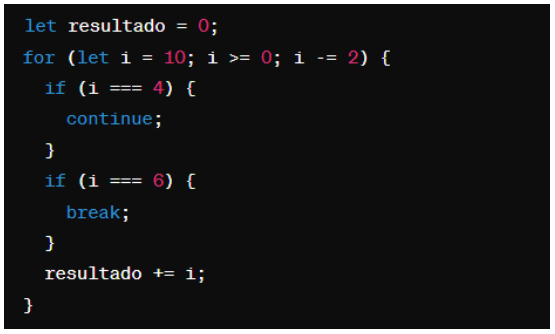 let resultado = 0;
for (let i = 10; i >= 0; i -= 2) {
  if (i === 4) {
    continue;
  }
  if (i === 6) {
    break;
  }
  resultado += i;
}